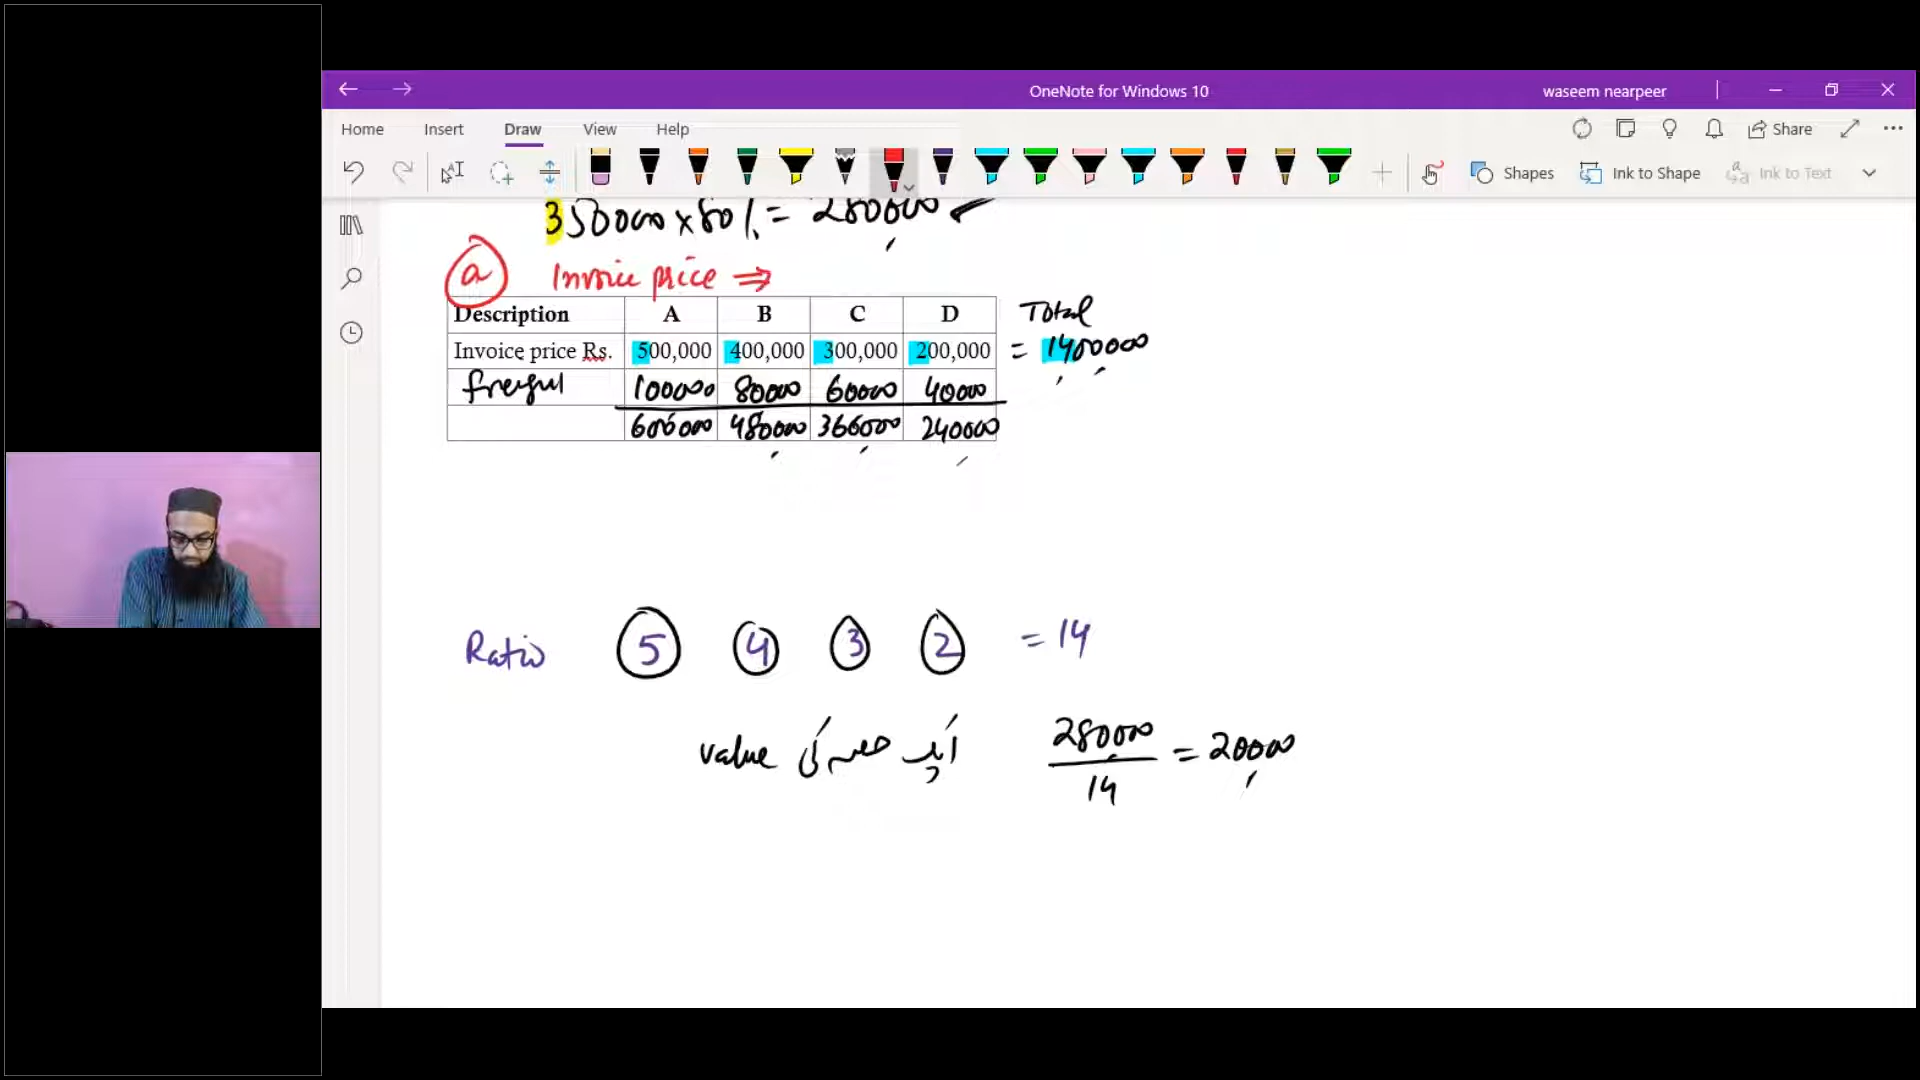 OneNote for Windows 10
waseem nearpeer
Home Insert Draw View Help
Share
Shapes
Ink to Shape
Ink to Text
350000 x 80% = 280000
a Invoice price ⇒
Description A B C D Total
Invoice price Rs. 500,000 400,000 300,000 200,000 = 1400000
freight 100000 80000 60000 40000
600000 480000 360000 240000
Ratio 5 4 3 2 = 14
ایک حصہ کی value 280000 / 14 = 20000